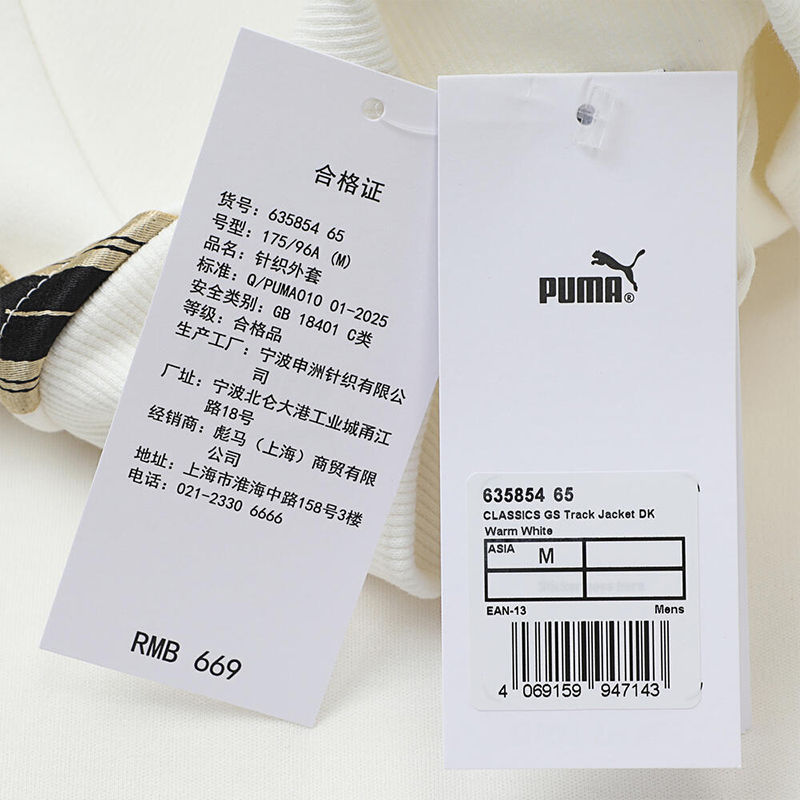 合格证
货号: 635854 65
号型: 175/96A (M)
品名: 针织外套
标准: Q/PUMA010 01-2025
安全类别: GB 18401 C类
等级: 合格品
生产工厂: 宁波申洲针织有限公
司
厂址: 宁波北仑大港工业城甬江
路18号
经销商: 彪马（上海）商贸有限
公司
地址: 上海市淮海中路158号3楼
电话: 021-2330 6666
RMB 669
PUMA®
635854 65
CLASSICS GS Track Jacket DK
Warm White
ASIA M
EAN-13 Mens
4 069159 947143